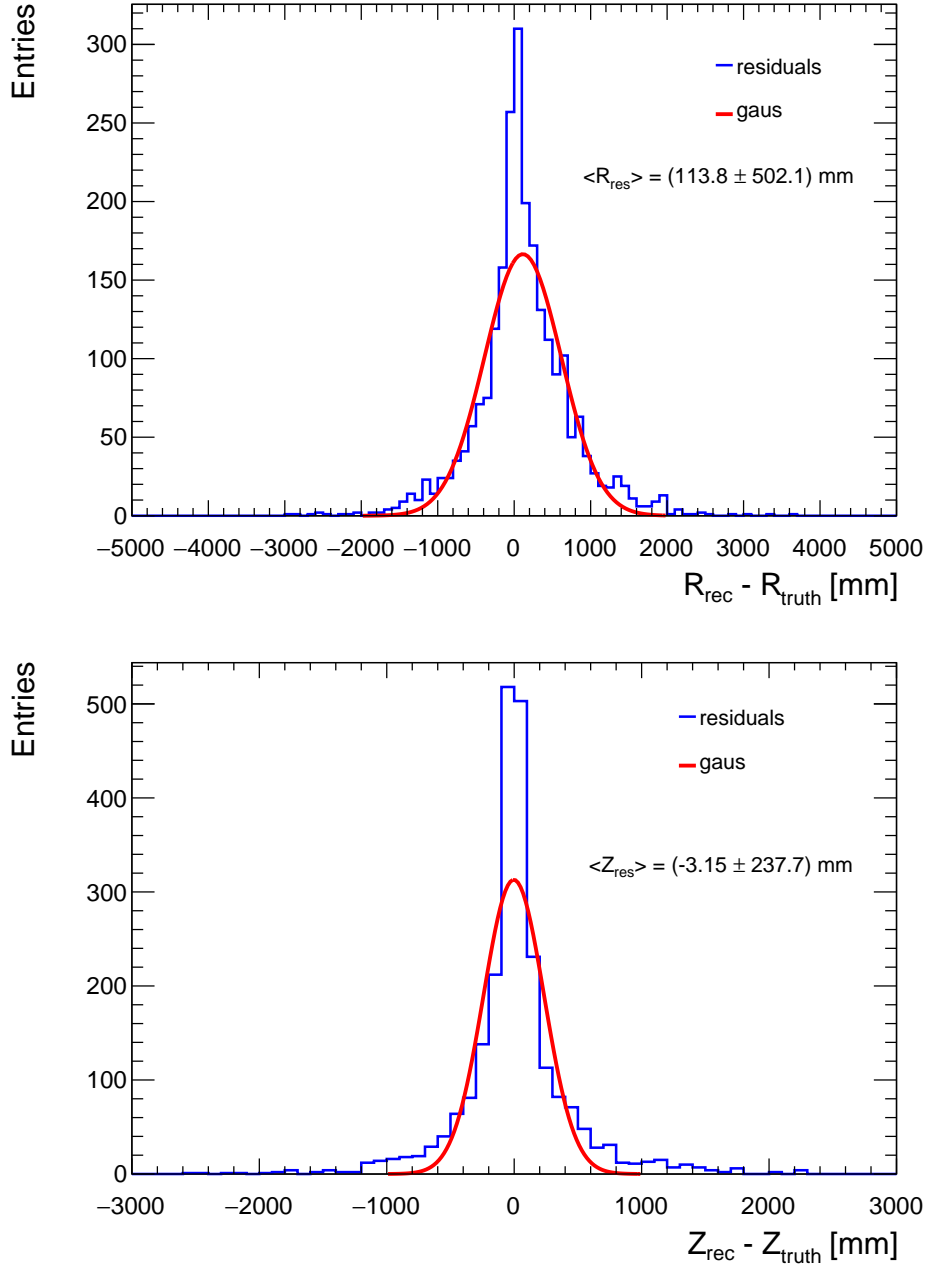 Entries
300
250
200
150
100
50
0
residuals
gaus
<R_res> = (113.8 ± 502.1) mm
−5000 −4000 −3000 −2000 −1000 0 1000 2000 3000 4000 5000
R_rec - R_truth [mm]
Entries
500
400
300
200
100
0
residuals
gaus
<Z_res> = (-3.15 ± 237.7) mm
−3000 −2000 −1000 0 1000 2000 3000
Z_rec - Z_truth [mm]